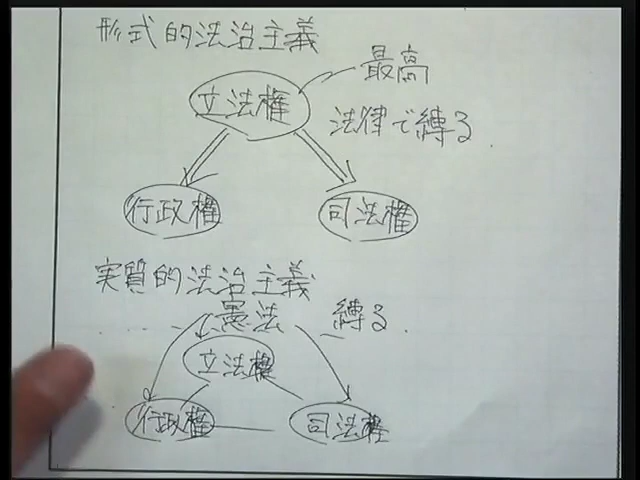 形式的法治主義
最高
立法権
法律で縛る
行政権 司法権
実質的法治主義
憲法 縛る
立法権
行政権 司法権